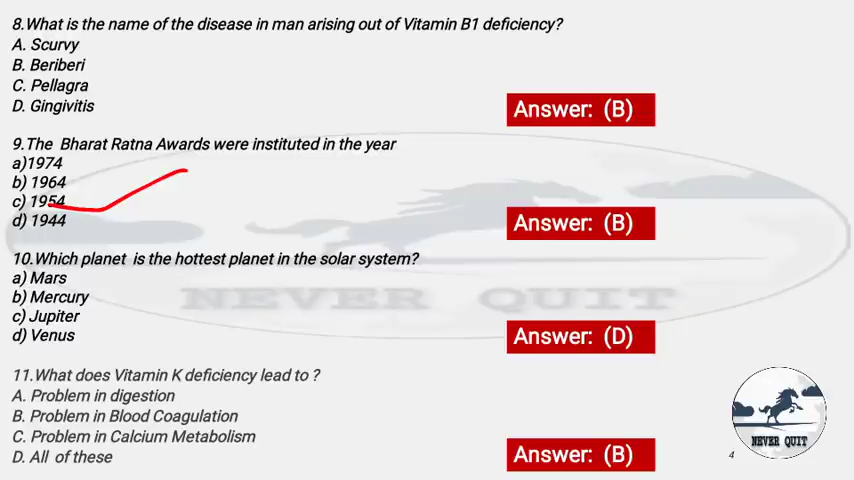 8.What is the name of the disease in man arising out of Vitamin B1 deficiency?
A. Scurvy
B. Beriberi
C. Pellagra
D. Gingivitis
Answer: (B)
9.The Bharat Ratna Awards were instituted in the year
a)1974
b) 1964
c) 1954
d) 1944
Answer: (B)
10.Which planet is the hottest planet in the solar system?
a) Mars
b) Mercury
c) Jupiter
d) Venus
Answer: (D)
NEVER QUIT
11.What does Vitamin K deficiency lead to ?
A. Problem in digestion
B. Problem in Blood Coagulation
C. Problem in Calcium Metabolism
D. All of these
Answer: (B)
NEVER QUIT
4